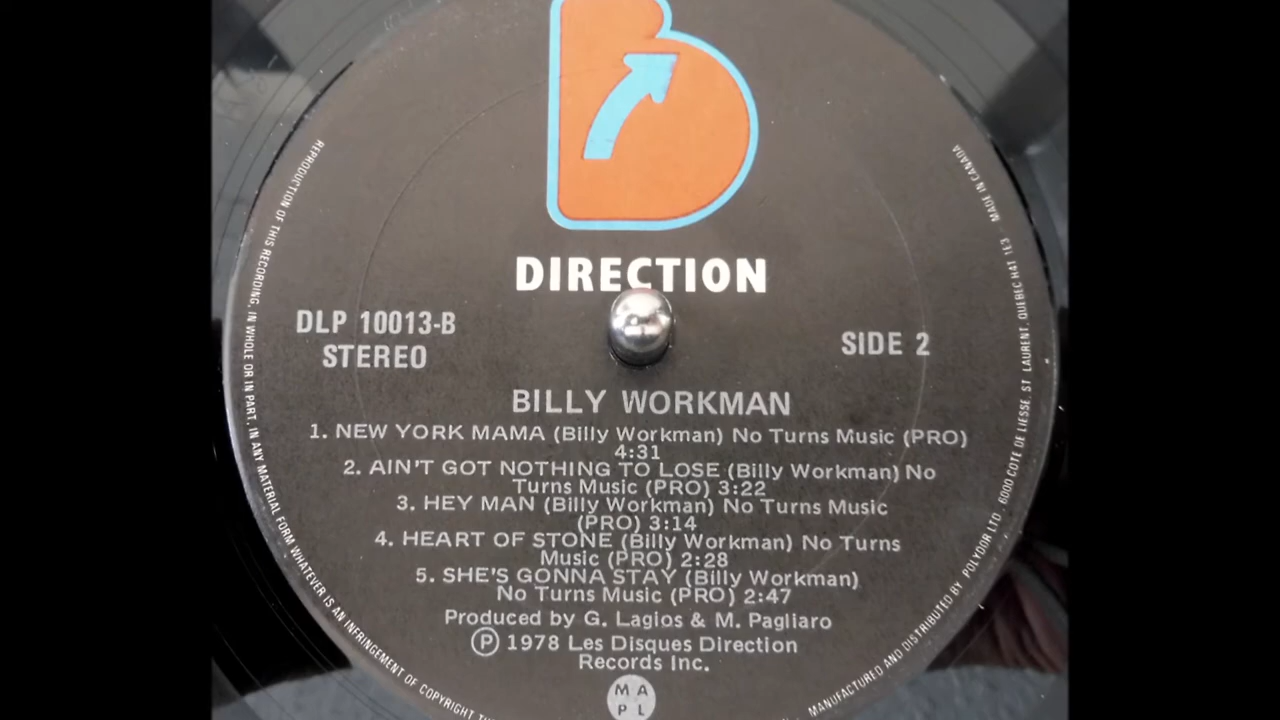 DIRECTION
DLP 10013-B
STEREO
SIDE 2
BILLY WORKMAN
1. NEW YORK MAMA (Billy Workman) No Turns Music (PRO)
4:31
2. AIN'T GOT NOTHING TO LOSE (Billy Workman) No
Turns Music (PRO) 3:22
3. HEY MAN (Billy Workman) No Turns Music
(PRO) 3:14
4. HEART OF STONE (Billy Workman) No Turns
Music (PRO) 2:28
5. SHE'S GONNA STAY (Billy Workman)
No Turns Music (PRO) 2:47
Produced by G. Lagios & M. Pagliaro
Ⓟ 1978 Les Disques Direction
Records Inc.
M A
P L
REPRODUCTION OF THIS RECORDING, IN WHOLE OR IN PART, IN ANY MATERIAL FORM WHATEVER IS AN INFRINGEMENT OF COPYRIGHT
MANUFACTURED AND DISTRIBUTED BY POLYDOR LTD. 6000 COTE DE LIESSE, ST LAURENT, QUEBEC H4T 1E3 MADE IN CANADA